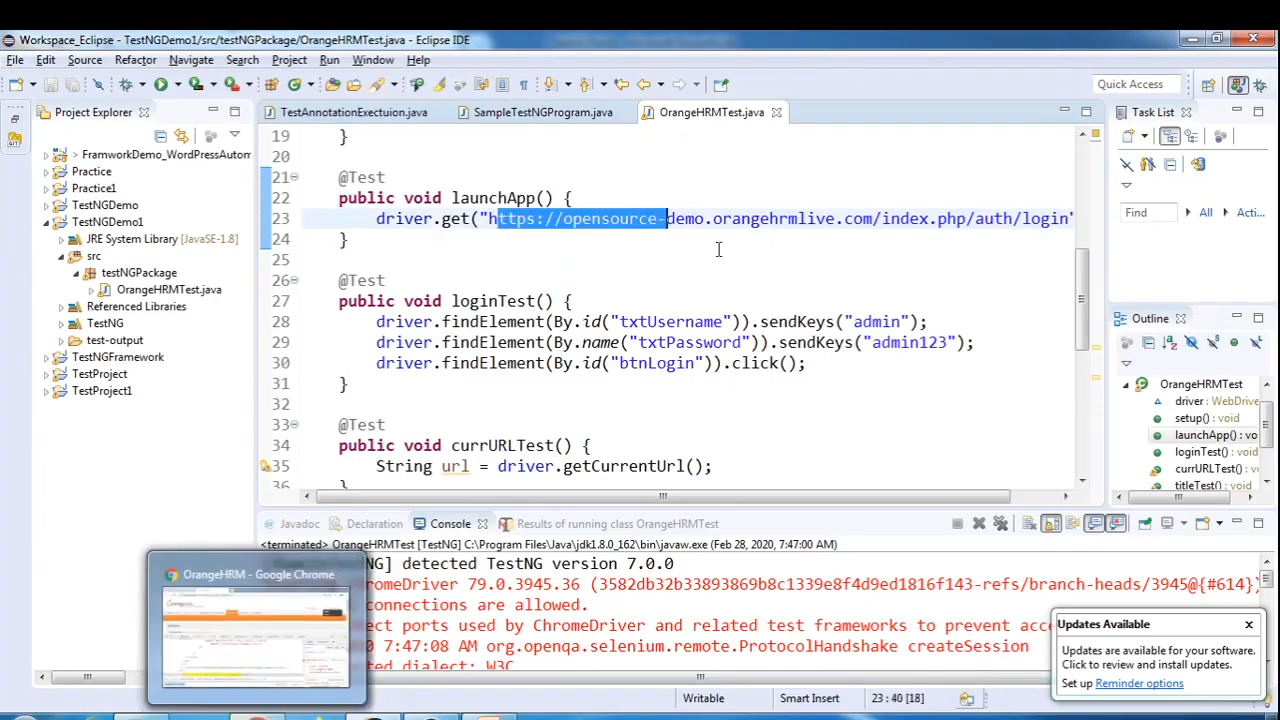 Workspace_Eclipse - TestNGDemo1/src/testNGPackage/OrangeHRMTest.java - Eclipse IDE
File Edit Source Refactor Navigate Search Project Run Window Help
Quick Access
Project Explorer
TestAnnotationExectuion.java SampleTestNGProgram.java OrangeHRMTest.java
Task List
> FramworkDemo_WordPressAutom
Practice
Practice1
TestNGDemo
TestNGDemo1
JRE System Library [JavaSE-1.8]
src
testNGPackage
OrangeHRMTest.java
Referenced Libraries
TestNG
test-output
TestNGFramework
TestProject
TestProject1
19 }
20
21 @Test
22 public void launchApp() {
23 driver.get("https://opensource-demo.orangehrmlive.com/index.php/auth/login"
24 }
25
26 @Test
27 public void loginTest() {
28 driver.findElement(By.id("txtUsername")).sendKeys("admin");
29 driver.findElement(By.name("txtPassword")).sendKeys("admin123");
30 driver.findElement(By.id("btnLogin")).click();
31 }
32
33 @Test
34 public void currURLTest() {
35 String url = driver.getCurrentUrl();
36 }
Find All Acti...
Outline
OrangeHRMTest
driver : WebDrive
setup() : void
launchApp() : vo
loginTest() : void
currURLTest() : vo
titleTest() : void
Javadoc Declaration Console Results of running class OrangeHRMTest
<terminated> OrangeHRMTest [TestNG] C:\Program Files\Java\jdk1.8.0_162\bin\javaw.exe (Feb 28, 2020, 7:47:00 AM)
] detected TestNG version 7.0.0
hromeDriver 79.0.3945.36 (3582db32b33893869b8c1339e8f4d9ed1816f143-refs/branch-heads/3945@{#614})
connections are allowed.
ect ports used by ChromeDriver and related test frameworks to prevent acc
0 7:47:08 AM org.openqa.selenium.remote.ProtocolHandshake createSession
ted dialect: W3C
OrangeHRM - Google Chrome
Updates Available
Updates are available for your software.
Click to review and install updates.
Set up Reminder options
Writable Smart Insert 23 : 40 [18]